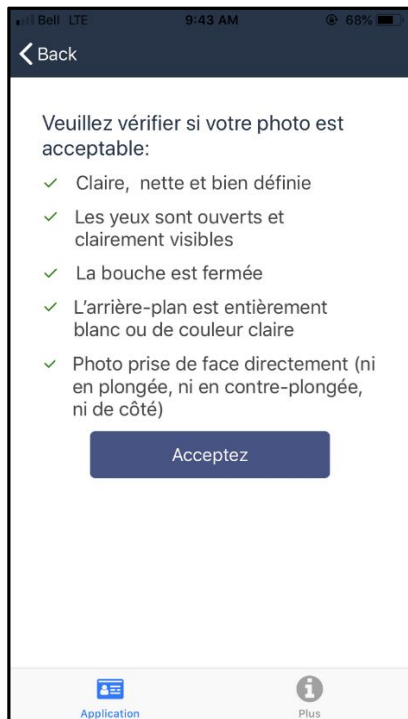 Bell LTE 9:43 AM 68%
Back
Veuillez vérifier si votre photo est
acceptable:
Claire, nette et bien définie
Les yeux sont ouverts et
clairement visibles
La bouche est fermée
L'arrière-plan est entièrement
blanc ou de couleur claire
Photo prise de face directement (ni
en plongée, ni en contre-plongée,
ni de côté)
Acceptez
Application Plus